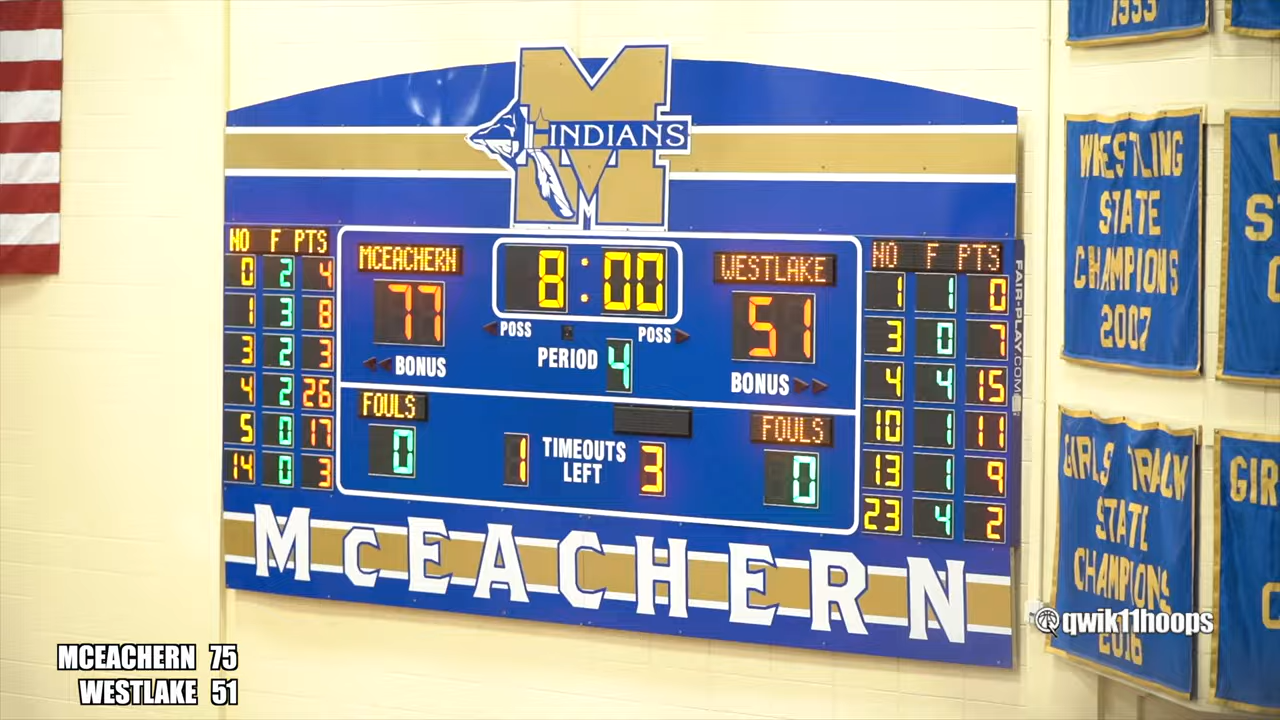 1993
INDIANS
M
WRESTLING
STATE
CHAMPIONS
2007
NO F PTS
0 2 4
1 3 8
3 2 3
4 2 26
5 0 17
14 0 3
MCEACHERN
77
8:00
WESTLAKE
51
POSS
POSS
PERIOD 4
BONUS
BONUS
FOULS
0
1 TIMEOUTS LEFT 3
FOULS
0
NO F PTS
1 1 0
3 0 7
4 4 15
10 1 11
13 1 9
23 4 2
FAIR-PLAY.COM
MCEACHERN
GIRLS TRACK
STATE
CHAMPIONS
2016
GIR
@qwik11hoops
MCEACHERN 75
WESTLAKE 51